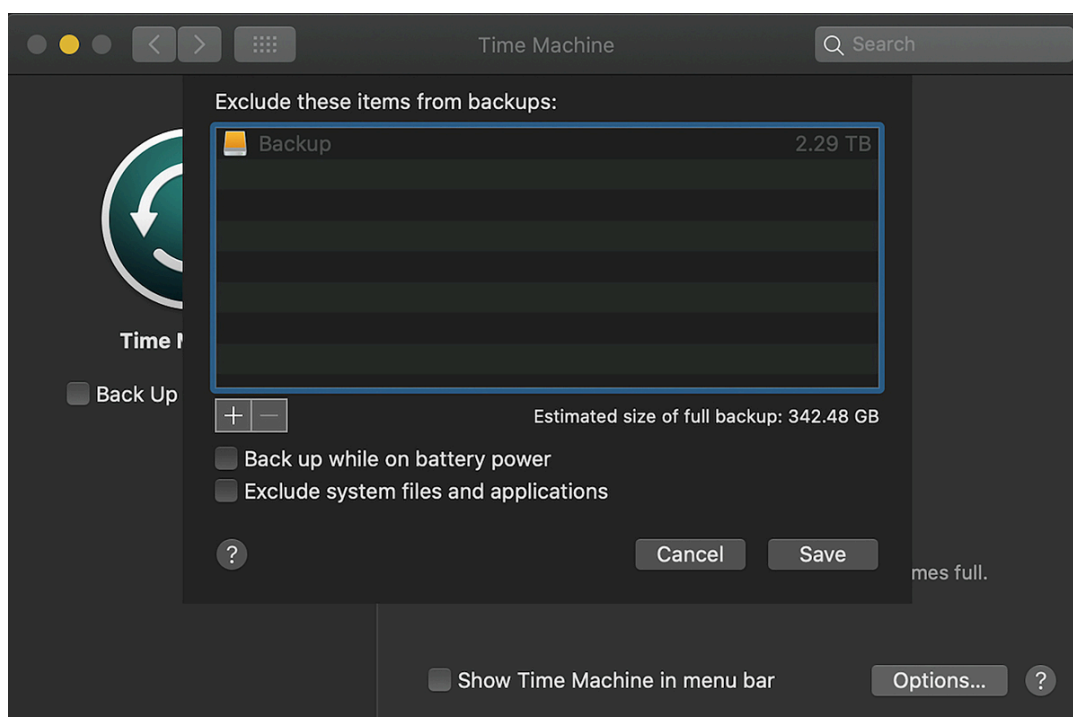 Time Machine
Search
Exclude these items from backups:
Backup 2.29 TB
Time
Back Up
Estimated size of full backup: 342.48 GB
Back up while on battery power
Exclude system files and applications
?
Cancel
Save
mes full.
Show Time Machine in menu bar
Options...
?